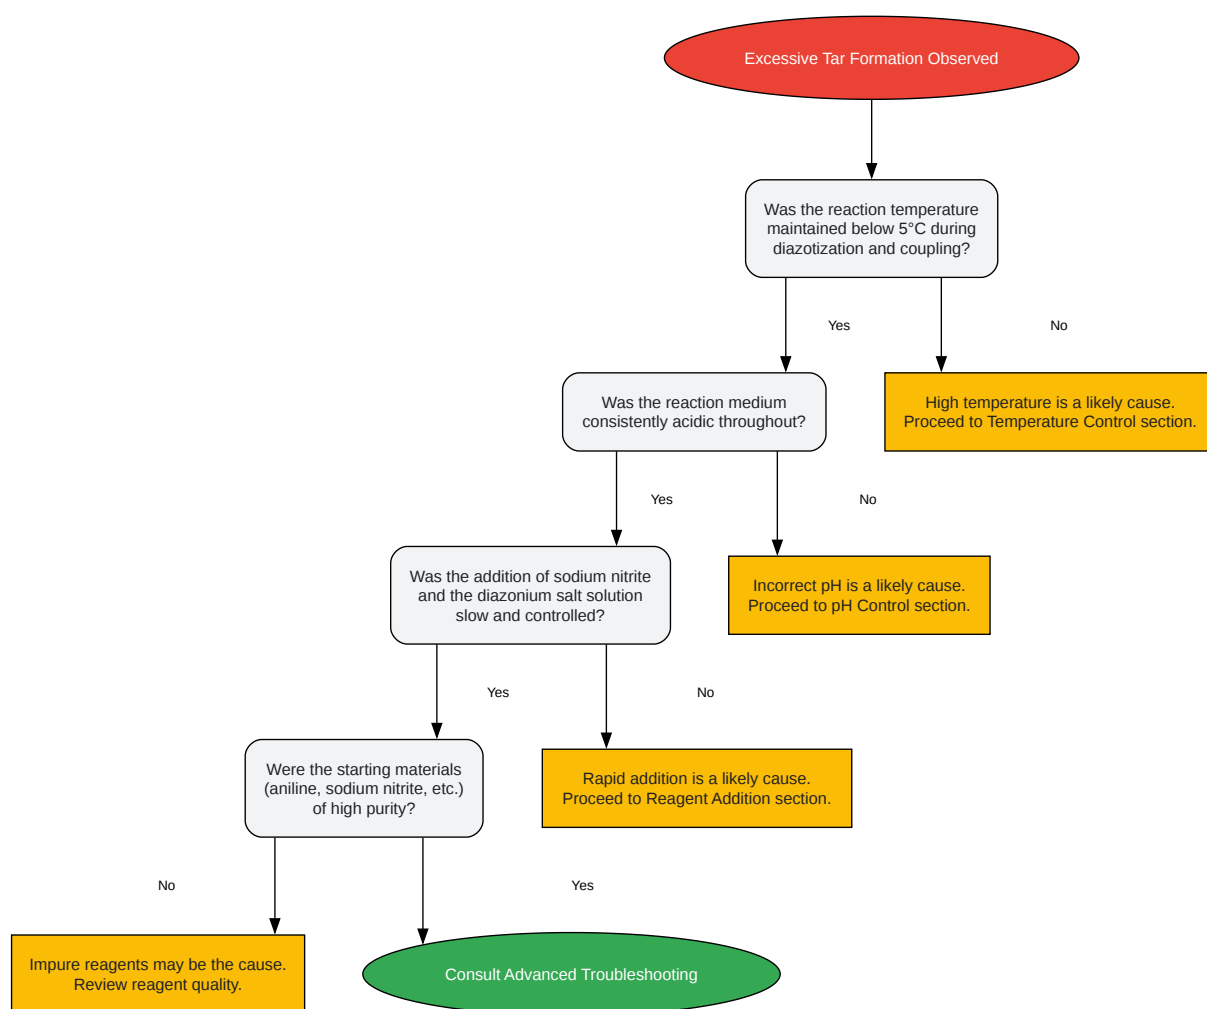 Excessive Tar Formation Observed
Was the reaction temperature
maintained below 5°C during
diazotization and coupling?
Yes
No
Was the reaction medium
consistently acidic throughout?
High temperature is a likely cause.
Proceed to Temperature Control section.
Yes
No
Was the addition of sodium nitrite
and the diazonium salt solution
slow and controlled?
Incorrect pH is a likely cause.
Proceed to pH Control section.
Yes
No
Were the starting materials
(aniline, sodium nitrite, etc.)
of high purity?
Rapid addition is a likely cause.
Proceed to Reagent Addition section.
No
Yes
Impure reagents may be the cause.
Review reagent quality.
Consult Advanced Troubleshooting